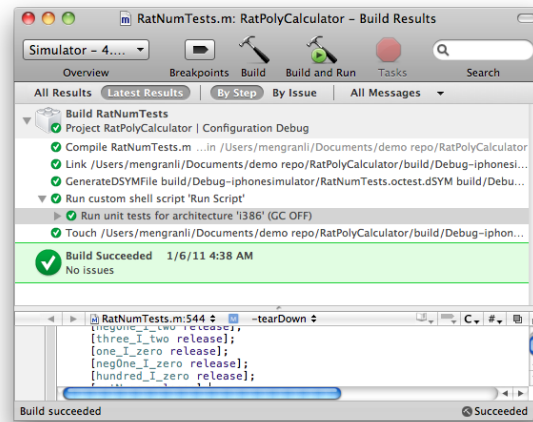 RatNumTests.m: RatPolyCalculator - Build Results
Simulator - 4....
Overview Breakpoints Build Build and Run Tasks Search
All Results Latest Results By Step By Issue All Messages
Build RatNumTests
Project RatPolyCalculator | Configuration Debug
Compile RatNumTests.m ...in /Users/mengranli/Documents/demo repo/RatPolyCalculator
Link /Users/mengranli/Documents/demo repo/RatPolyCalculator/build/Debug-iphonesi...
GenerateDSYMFile build/Debug-iphonesimulator/RatNumTests.octest.dSYM build/Debu...
Run custom shell script 'Run Script'
Run unit tests for architecture 'i386' (GC OFF)
Touch /Users/mengranli/Documents/demo repo/RatPolyCalculator/build/Debug-iphon...
Build Succeeded 1/6/11 4:38 AM
No issues
RatNumTests.m:544 M -tearDown C #
[negOne_I_two release];
[three_I_two release];
[one_I_zero release];
[negOne_I_zero release];
[hundred_I_zero release];
Build succeeded Succeeded